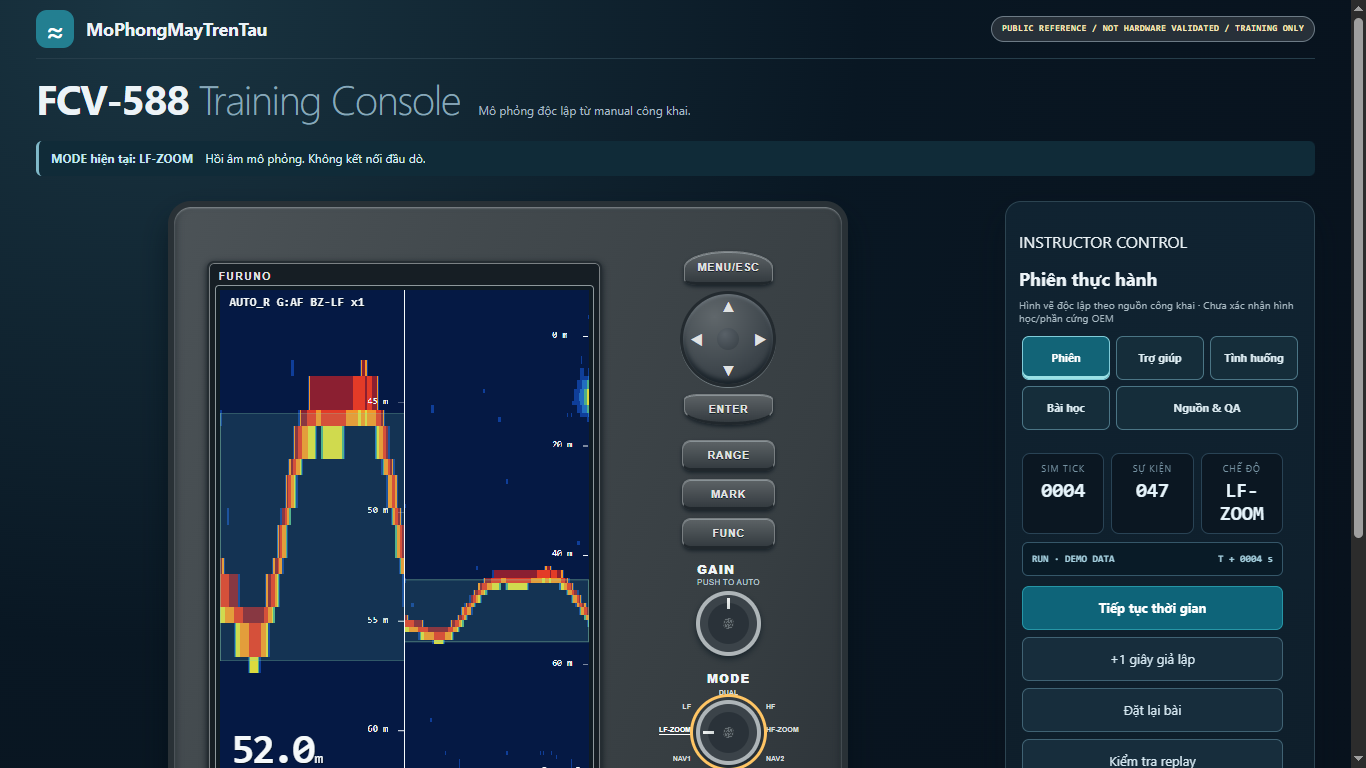 ≈ MoPhongMayTrenTau
PUBLIC REFERENCE / NOT HARDWARE VALIDATED / TRAINING ONLY
FCV-588 Training Console Mô phỏng độc lập từ manual công khai.
MODE hiện tại: LF-ZOOM Hồi âm mô phỏng. Không kết nối đầu dò.
FURUNO
AUTO_R G:AF BZ-LF x1
45 m
50 m
55 m
60 m
52.0m
0 m
20 m
40 m
60 m
MENU/ESC
ENTER
RANGE
MARK
FUNC
GAIN
PUSH TO AUTO
MODE
DUAL
LF
HF
LF-ZOOM
HF-ZOOM
NAV1
NAV2
INSTRUCTOR CONTROL
Phiên thực hành
Hình vẽ độc lập theo nguồn công khai · Chưa xác nhận hình
học/phần cứng OEM
Phiên
Trợ giúp
Tình huống
Bài học
Nguồn & QA
SIM TICK
0004
SỰ KIỆN
047
CHẾ ĐỘ
LF-
ZOOM
RUN · DEMO DATA
T + 0004 s
Tiếp tục thời gian
+1 giây giả lập
Đặt lại bài
Kiểm tra replay